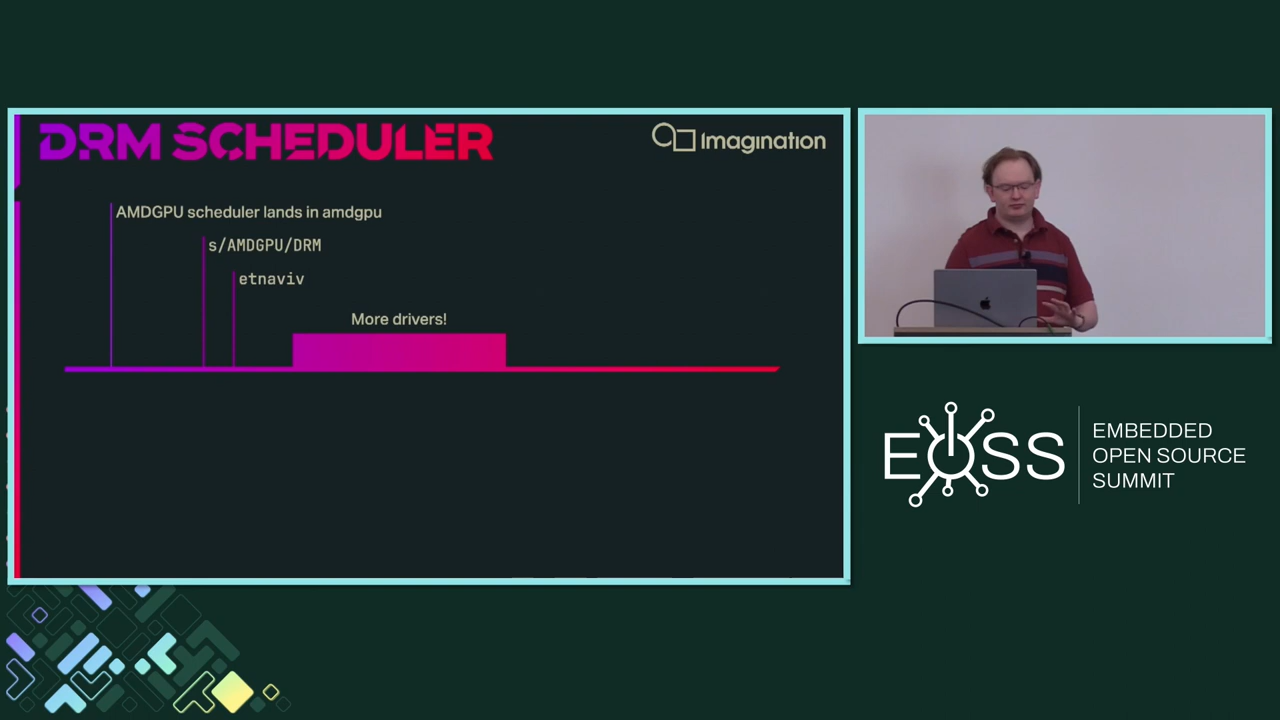 DRM SCHEDULER
Imagination
AMDGPU scheduler lands in amdgpu
s/AMDGPU/DRM
etnaviv
More drivers!
EOSS
EMBEDDED
OPEN SOURCE
SUMMIT